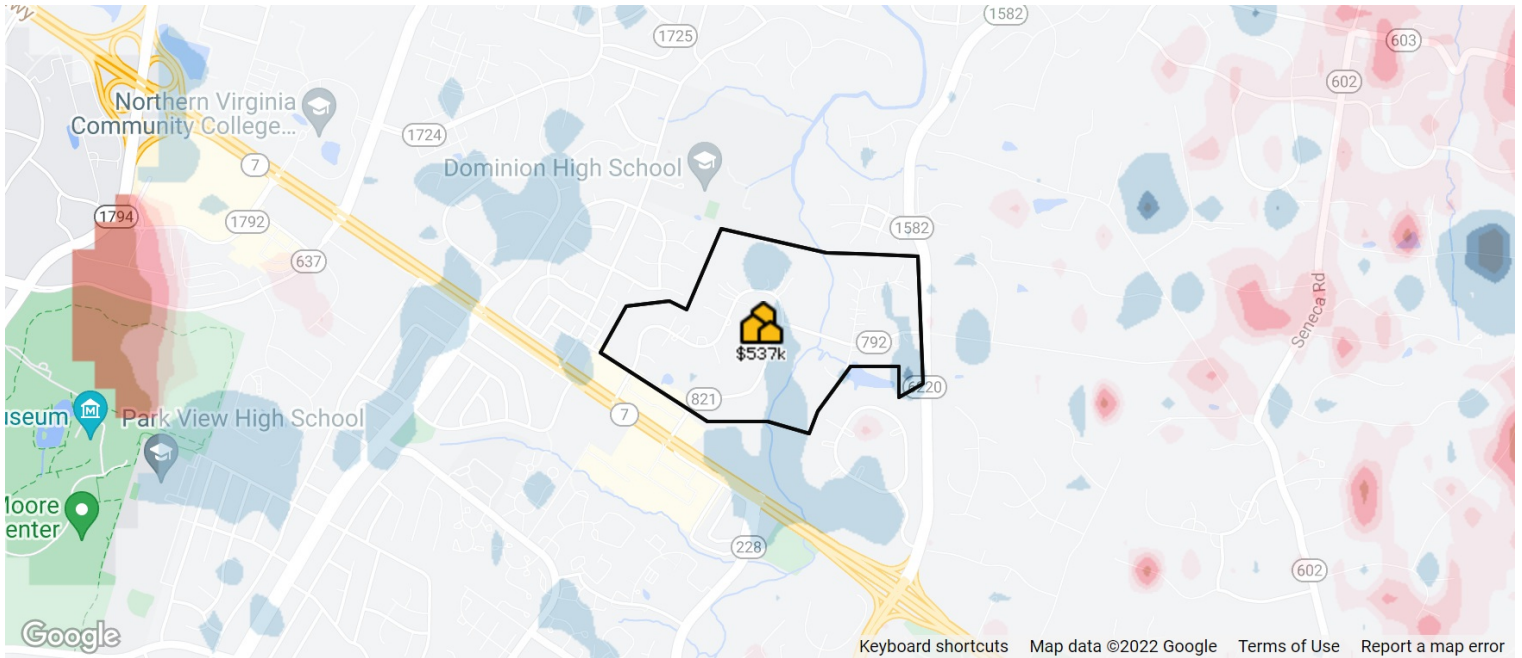 1582
1725
603
602
Northern Virginia
Community College...
1724
7
Dominion High School
1794
1792
1582
637
Seneca Rd
792
$537k
6220
821
7
useum
Park View High School
Moore
enter
228
602
Google
Keyboard shortcuts
Map data ©2022 Google
Terms of Use
Report a map error